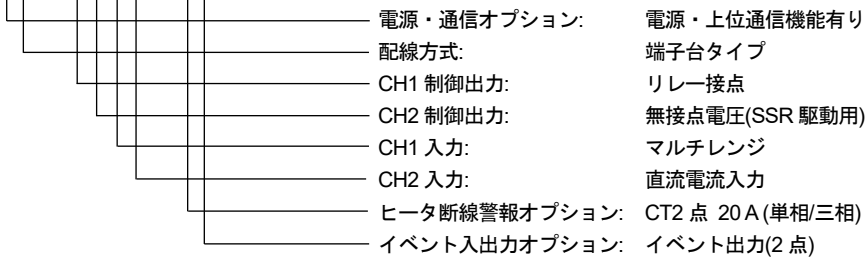 電源・通信オプション: 電源・上位通信機能有り
配線方式: 端子台タイプ
CH1 制御出力: リレー接点
CH2 制御出力: 無接点電圧(SSR 駆動用)
CH1 入力: マルチレンジ
CH2 入力: 直流電流入力
ヒータ断線警報オプション: CT2 点 20 A (単相/三相)
イベント入出力オプション: イベント出力(2 点)